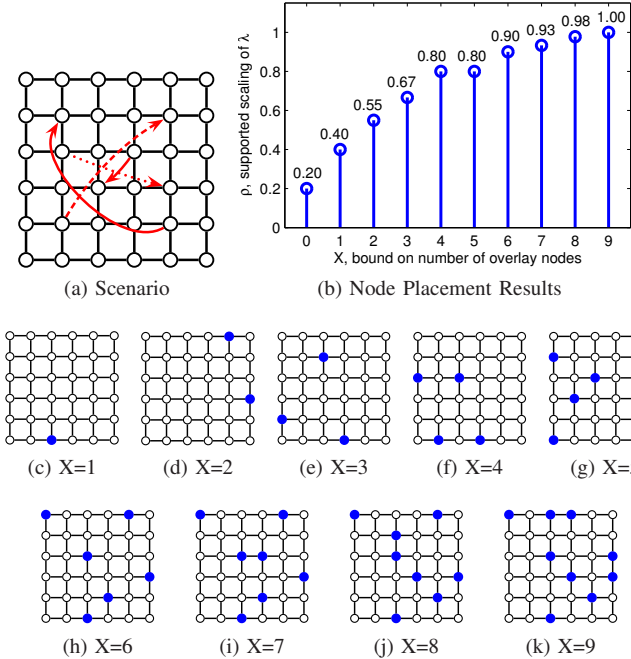 (a) Scenario
ρ, supported scaling of λ
1
0.8
0.6
0.4
0.2
0
0.20
0.40
0.55
0.67
0.80
0.80
0.90
0.93
0.98
1.00
0 1 2 3 4 5 6 7 8 9
X, bound on number of overlay nodes
(b) Node Placement Results
(c) X=1
(d) X=2
(e) X=3
(f) X=4
(g) X=
(h) X=6
(i) X=7
(j) X=8
(k) X=9